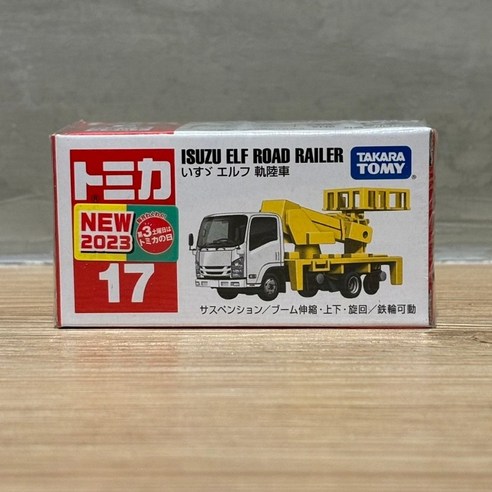 ISUZU ELF ROAD RAILER
いすゞ エルフ 軌陸車
TAKARA
TOMY
トミカ
NEW
2023
第3土曜日は
トミカの日
17
サスペンション/ブーム伸縮・上下・旋回/鉄輪可動